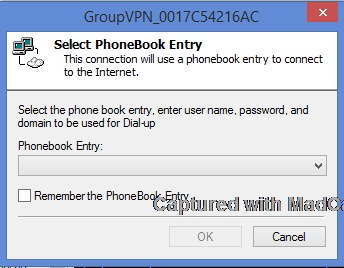 GroupVPN_0017C54216AC
Select PhoneBook Entry
This connection will use a phonebook entry to connect
to the Internet.
Select the phone book entry, enter user name, password, and
domain to be used for Dial-up
Phonebook Entry:
Remember the PhoneBook Entry
Captured with
OK
Cancel